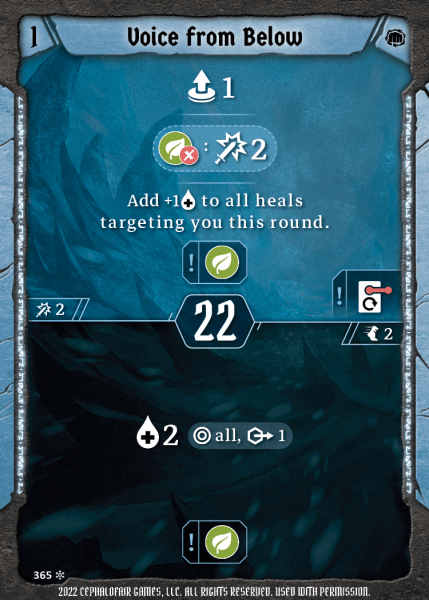 1
Voice from Below
1
: 2
Add +1 to all heals
targeting you this round.
!
!
2
22
2
2
all, 1
!
365
2022 CEPHALOFAIR GAMES, LLC. ALL RIGHTS RESERVED. USED WITH PERMISSION.